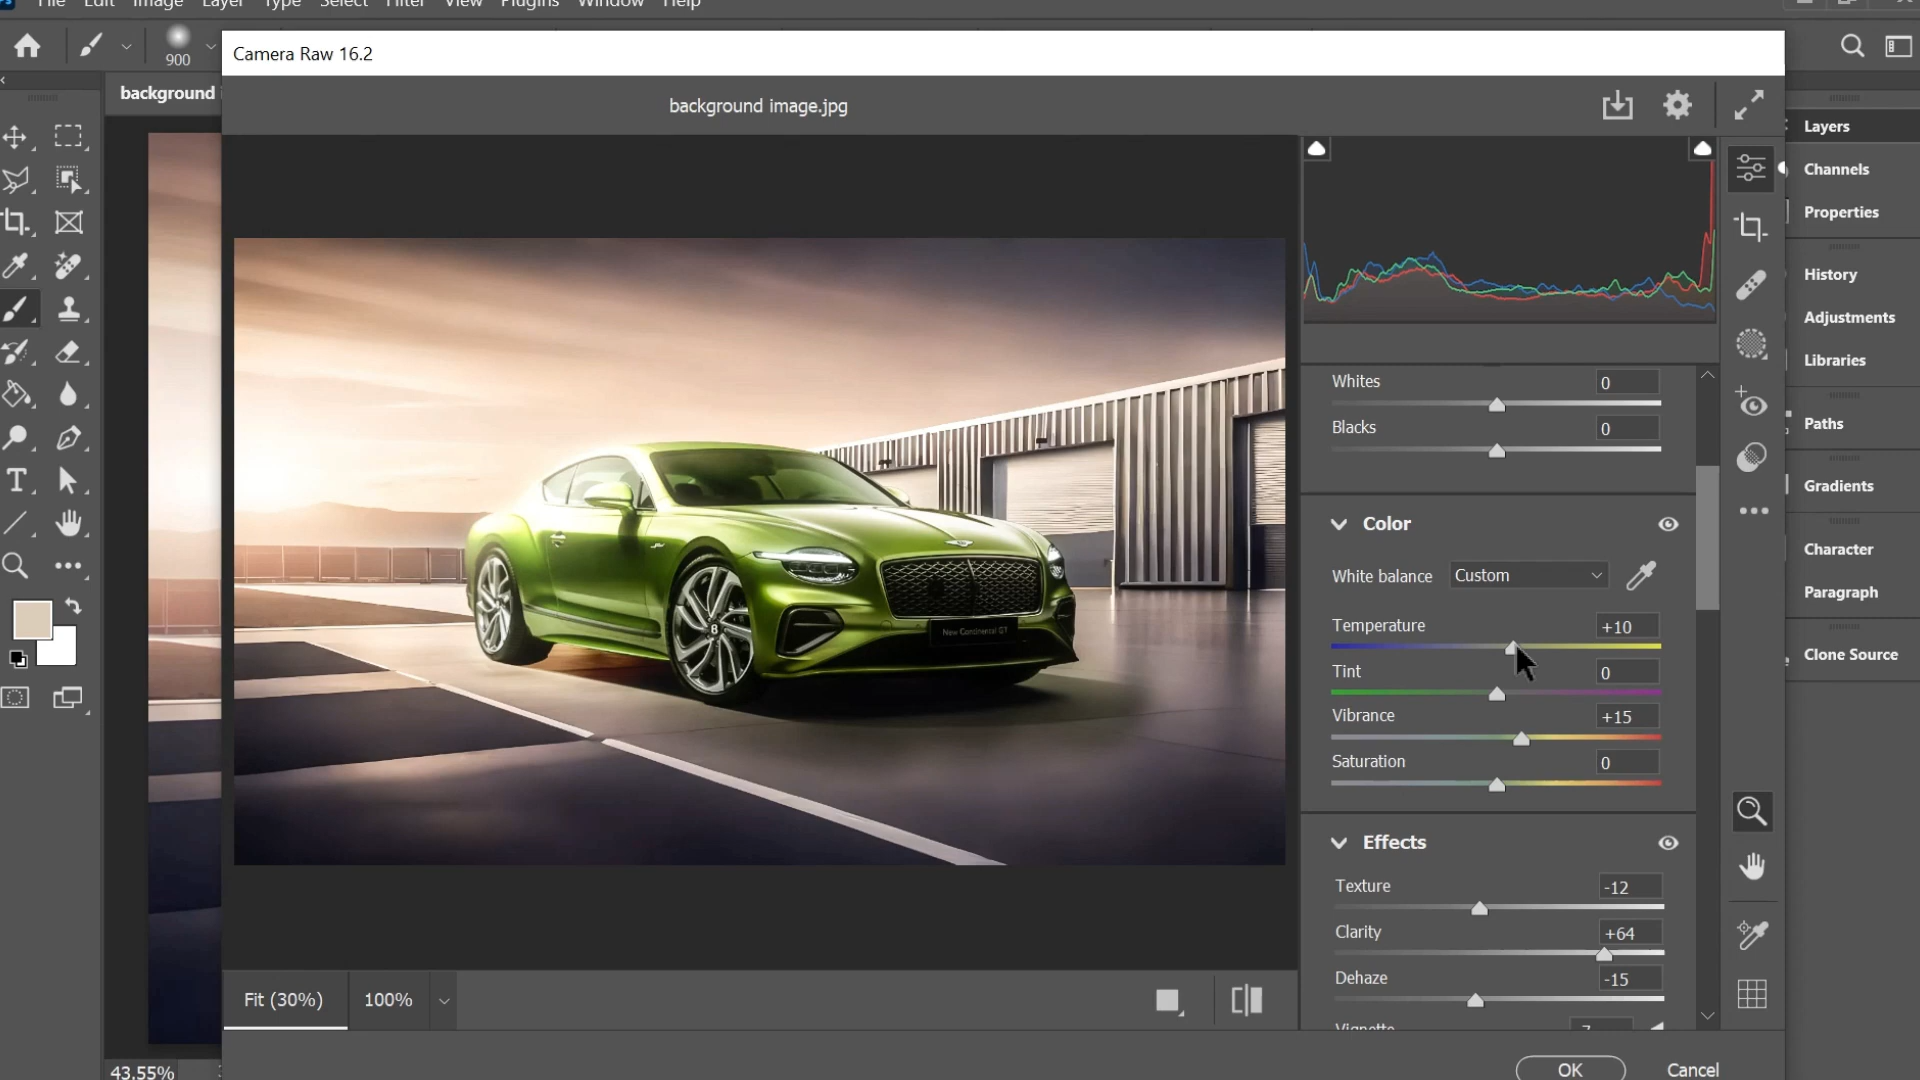 File Edit Image Layer Type Select Filter View Plugins Window Help
900
Camera Raw 16.2
background
background image.jpg
Layers
Channels
Properties
History
Adjustments
Libraries
Paths
Gradients
Character
Paragraph
Clone Source
Whites 0
Blacks 0
Color
White balance Custom
Temperature +10
Tint 0
Vibrance +15
Saturation 0
Effects
Texture -12
Clarity +64
Dehaze -15
Vignette
New Continental GT
B
T
Fit (30%) 100%
43.55%
OK Cancel